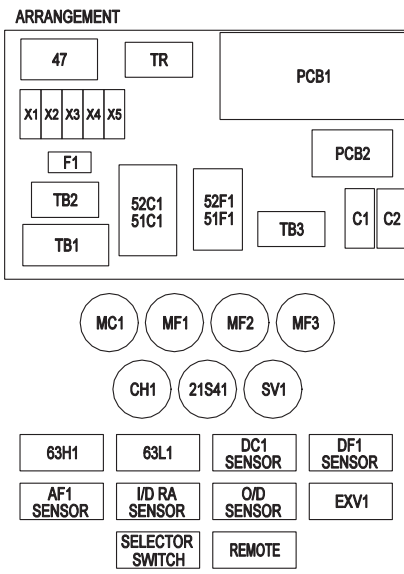 ARRANGEMENT
47
TR
PCB1
X1 X2 X3 X4 X5
PCB2
F1
TB2
52C1
51C1
52F1
51F1
C1
C2
TB3
TB1
MC1
MF1
MF2
MF3
CH1
21S41
SV1
63H1
63L1
DC1
SENSOR
DF1
SENSOR
AF1
SENSOR
I/D RA
SENSOR
O/D
SENSOR
EXV1
SELECTOR
SWITCH
REMOTE